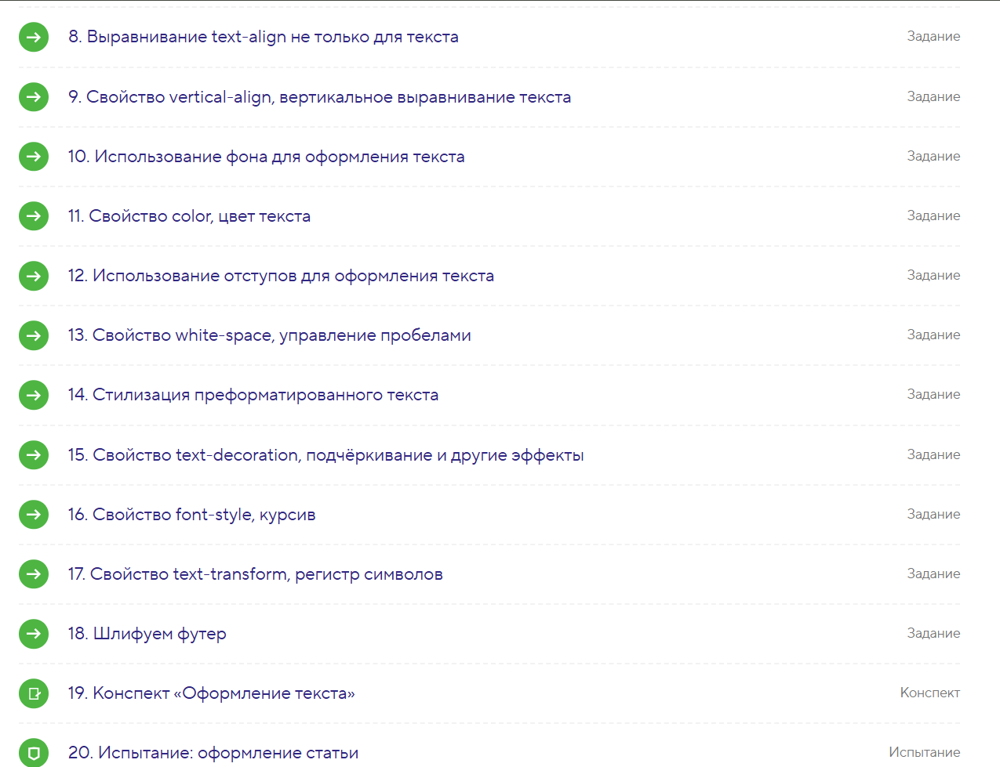 8. Выравнивание text-align не только для текста Задание
9. Свойство vertical-align, вертикальное выравнивание текста Задание
10. Использование фона для оформления текста Задание
11. Свойство color, цвет текста Задание
12. Использование отступов для оформления текста Задание
13. Свойство white-space, управление пробелами Задание
14. Стилизация преформатированного текста Задание
15. Свойство text-decoration, подчёркивание и другие эффекты Задание
16. Свойство font-style, курсив Задание
17. Свойство text-transform, регистр символов Задание
18. Шлифуем футер Задание
19. Конспект «Оформление текста» Конспект
20. Испытание: оформление статьи Испытание